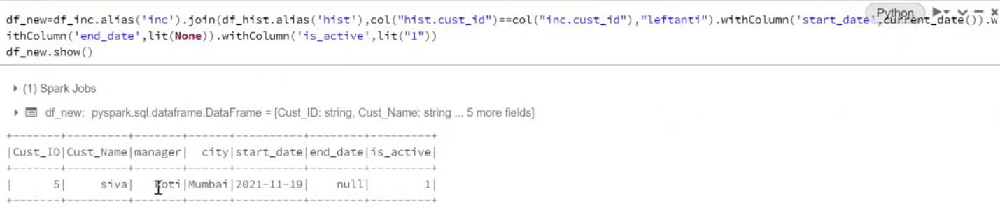 Python
df_new=df_inc.alias('inc').join(df_hist.alias('hist'),col("hist.cust_id")==col("inc.cust_id"),"leftanti").withColumn('start_date',current_date()).w
ithColumn('end_date',lit(None)).withColumn('is_active',lit("1"))
df_new.show()
(1) Spark Jobs
df_new: pyspark.sql.dataframe.DataFrame = [Cust_ID: string, Cust_Name: string ... 5 more fields]
+-------+---------+-------+------+----------+--------+---------+
|Cust_ID|Cust_Name|manager|  city|start_date|end_date|is_active|
+-------+---------+-------+------+----------+--------+---------+
|      5|     siva|       |Mumbai|2021-11-19|    null|        1|
+-------+---------+-------+------+----------+--------+---------+